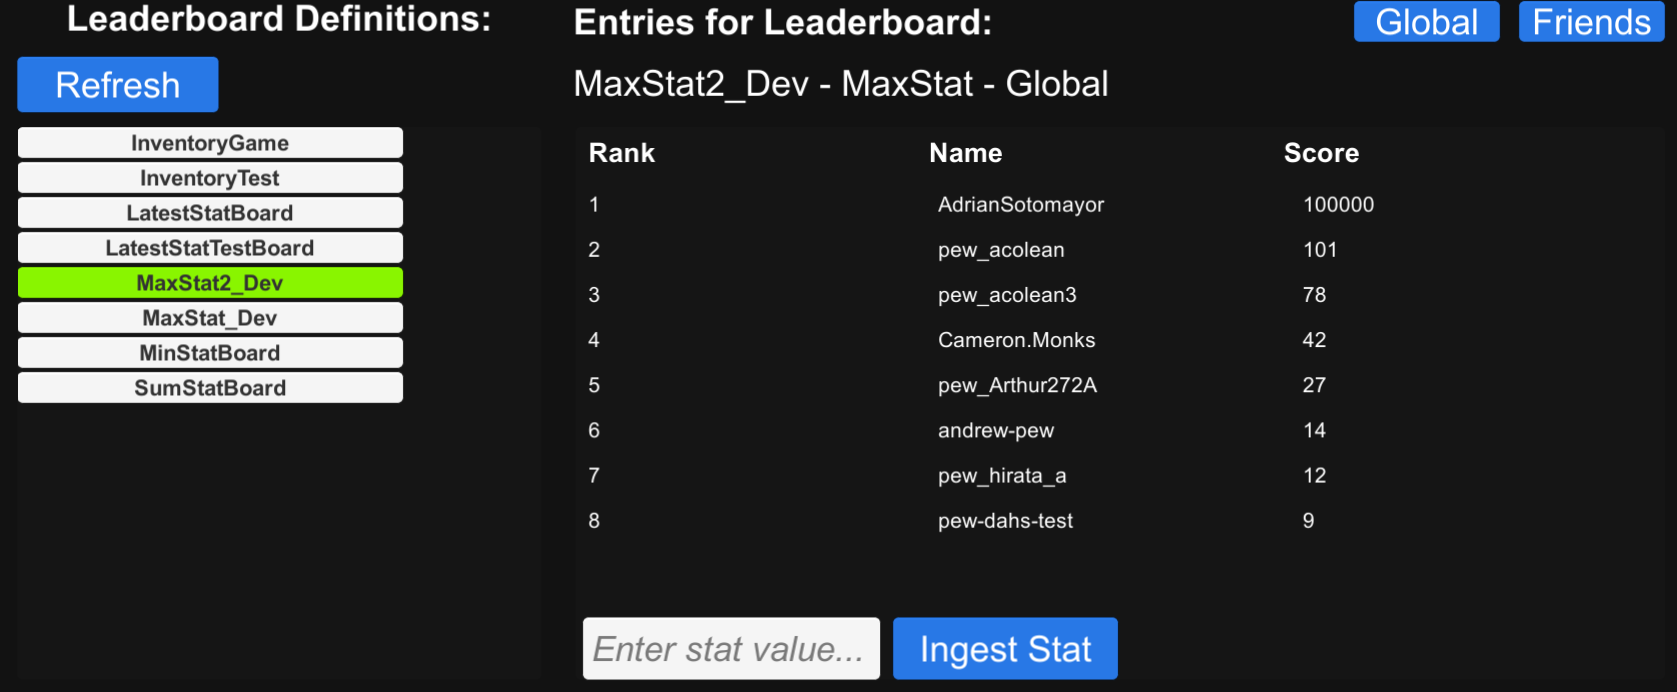 Leaderboard Definitions:
Refresh
InventoryGame
InventoryTest
LatestStatBoard
LatestStatTestBoard
MaxStat2_Dev
MaxStat_Dev
MinStatBoard
SumStatBoard
Entries for Leaderboard:
Global Friends
MaxStat2_Dev - MaxStat - Global
Rank Name Score
1 AdrianSotomayor 100000
2 pew_acolean 101
3 pew_acolean3 78
4 Cameron.Monks 42
5 pew_Arthur272A 27
6 andrew-pew 14
7 pew_hirata_a 12
8 pew-dahs-test 9
Enter stat value... Ingest Stat